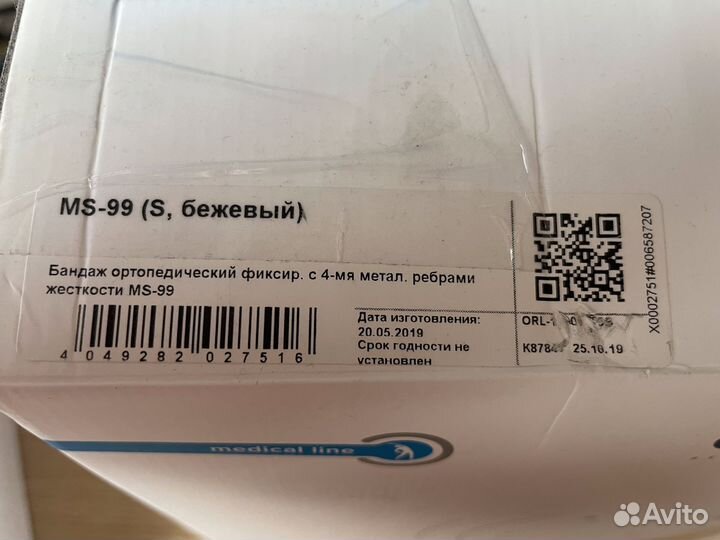 MS-99 (S, бежевый)
Бандаж ортопедический фиксир. с 4-мя метал. ребрами
жесткости MS-99
4 049282 027516
Дата изготовления:
20.05.2019
Срок годности не
установлен
25.10.19
X0002751#006587207
medical line
Avito